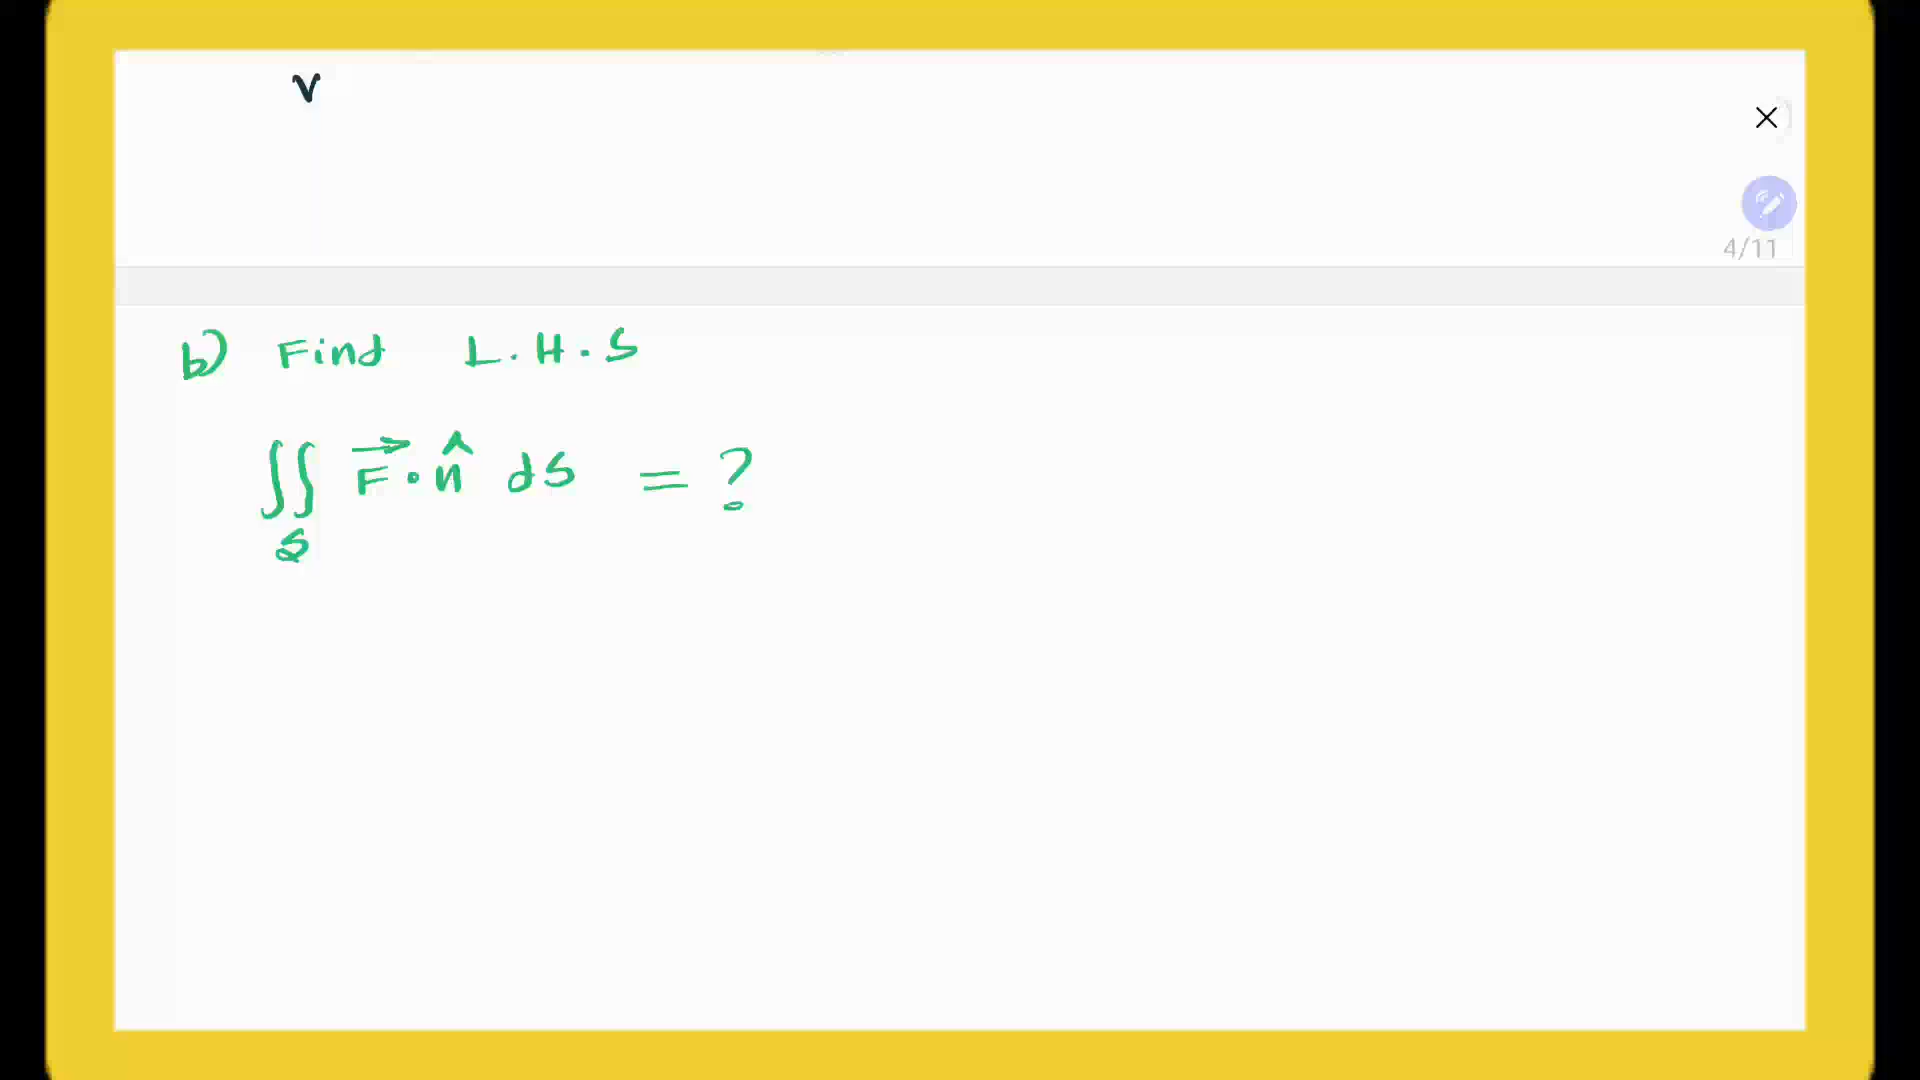 v
4/11
b) Find L.H.S
∬ F⃗ · n̂ dS = ?
S